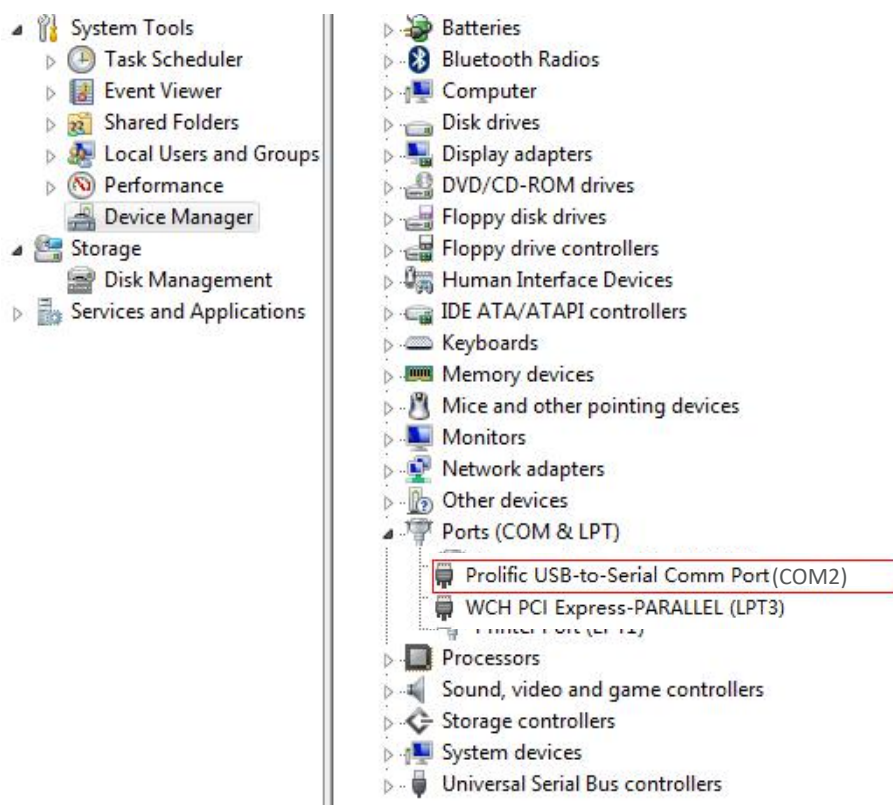 System Tools
Task Scheduler
Event Viewer
Shared Folders
Local Users and Groups
Performance
Device Manager
Storage
Disk Management
Services and Applications
Batteries
Bluetooth Radios
Computer
Disk drives
Display adapters
DVD/CD-ROM drives
Floppy disk drives
Floppy drive controllers
Human Interface Devices
IDE ATA/ATAPI controllers
Keyboards
Memory devices
Mice and other pointing devices
Monitors
Network adapters
Other devices
Ports (COM & LPT)
Prolific USB-to-Serial Comm Port(COM2)
WCH PCI Express-PARALLEL (LPT3)
Printer Port (LPT1)
Processors
Sound, video and game controllers
Storage controllers
System devices
Universal Serial Bus controllers